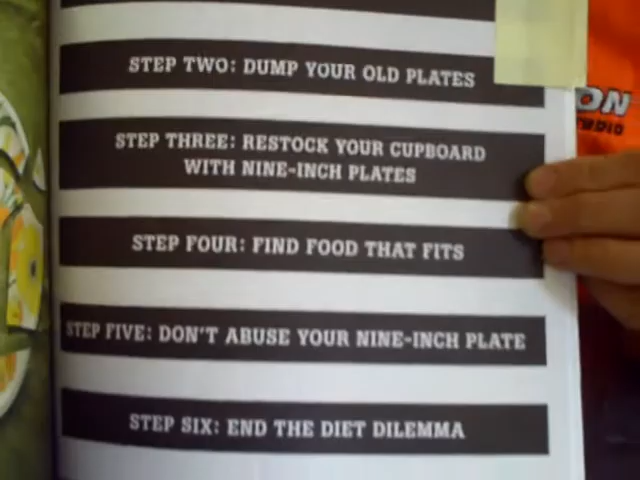 STEP TWO: DUMP YOUR OLD PLATES
STEP THREE: RESTOCK YOUR CUPBOARD
WITH NINE-INCH PLATES
STEP FOUR: FIND FOOD THAT FITS
STEP FIVE: DON'T ABUSE YOUR NINE-INCH PLATE
STEP SIX: END THE DIET DILEMMA